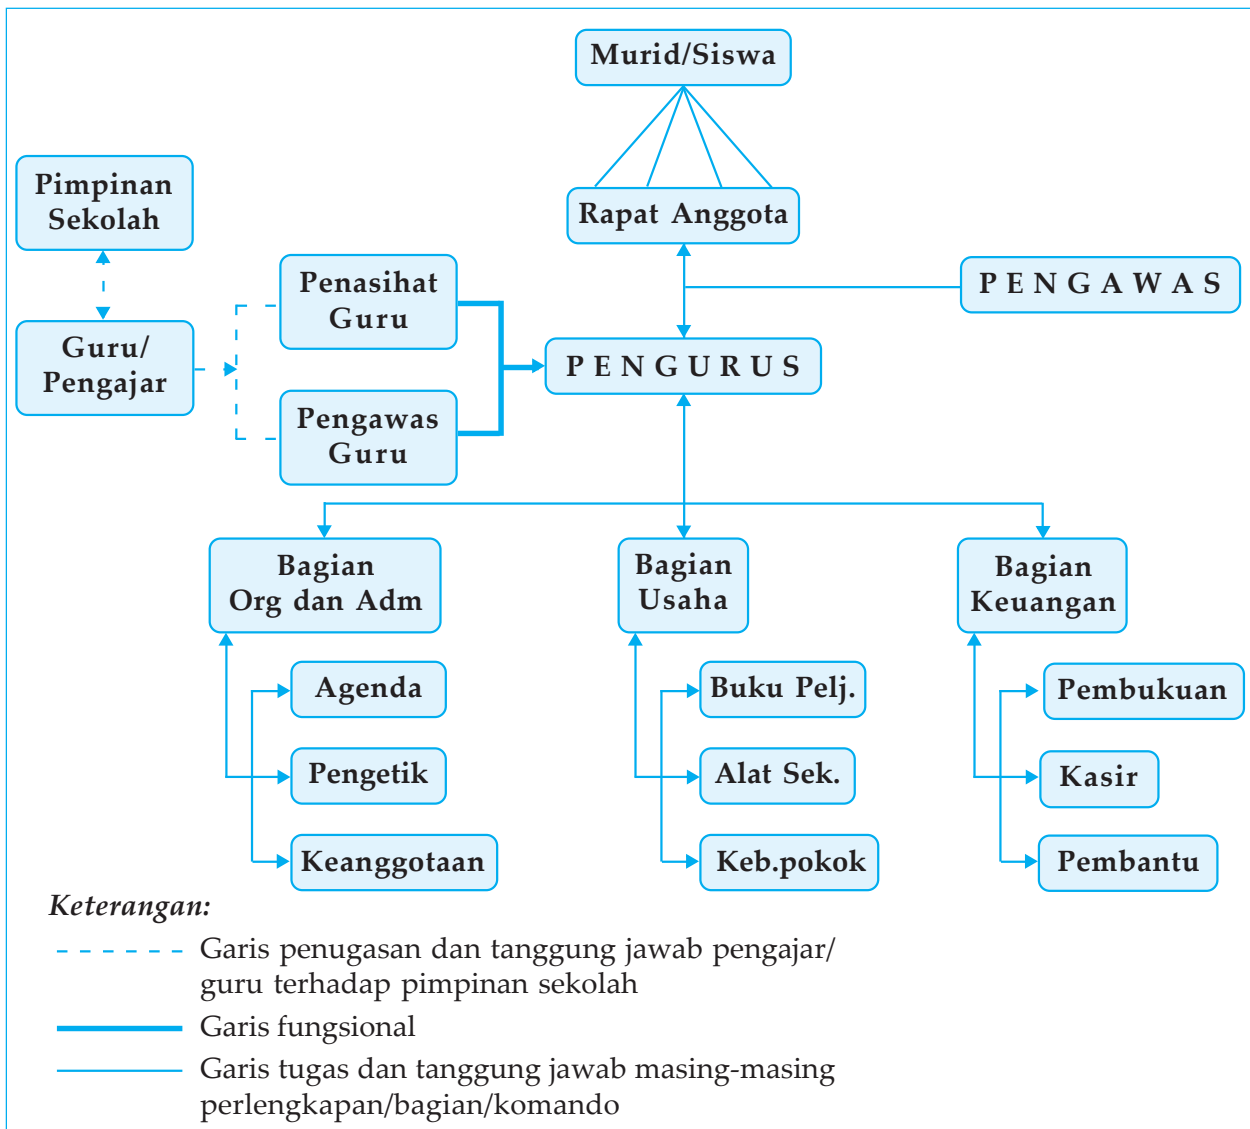 Murid/Siswa
Pimpinan
Sekolah
Rapat Anggota
Penasihat
Guru
PENGAWAS
Guru/
Pengajar
PENGURUS
Pengawas
Guru
Bagian
Org dan Adm
Bagian
Usaha
Bagian
Keuangan
Agenda
Buku Pelj.
Pembukuan
Pengetik
Alat Sek.
Kasir
Keanggotaan
Keb.pokok
Pembantu
Keterangan:
Garis penugasan dan tanggung jawab pengajar/
guru terhadap pimpinan sekolah
Garis fungsional
Garis tugas dan tanggung jawab masing-masing
perlengkapan/bagian/komando